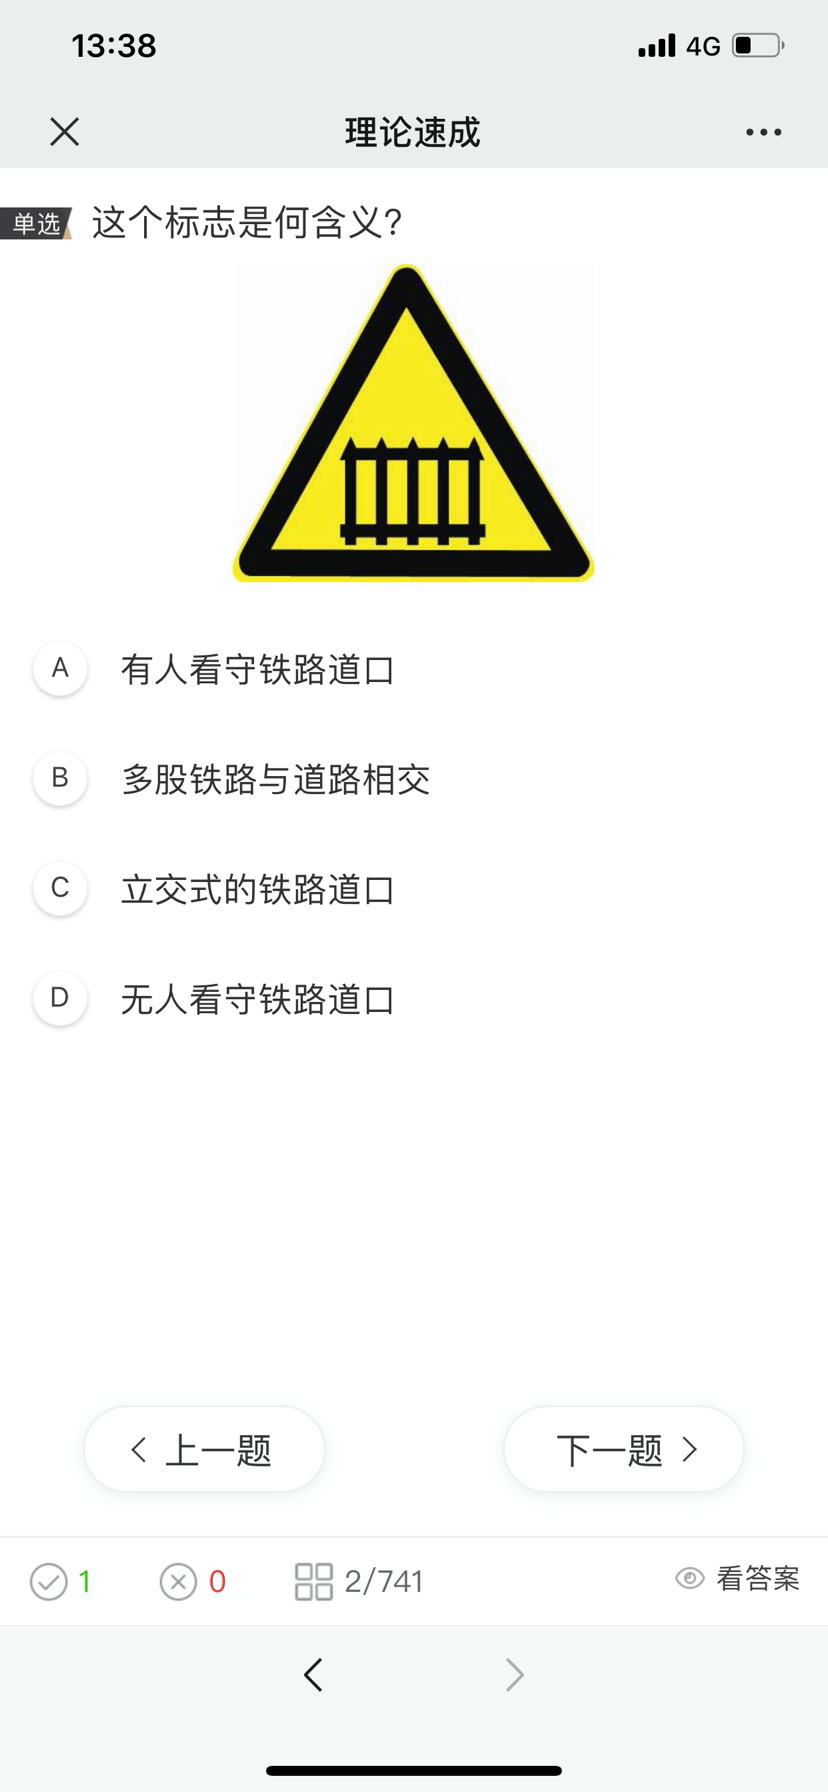 13:38
4G
理论速成
单选 这个标志是何含义?
A 有人看守铁路道口
B 多股铁路与道路相交
C 立交式的铁路道口
D 无人看守铁路道口
上一题
下一题
1
0
2/741
看答案